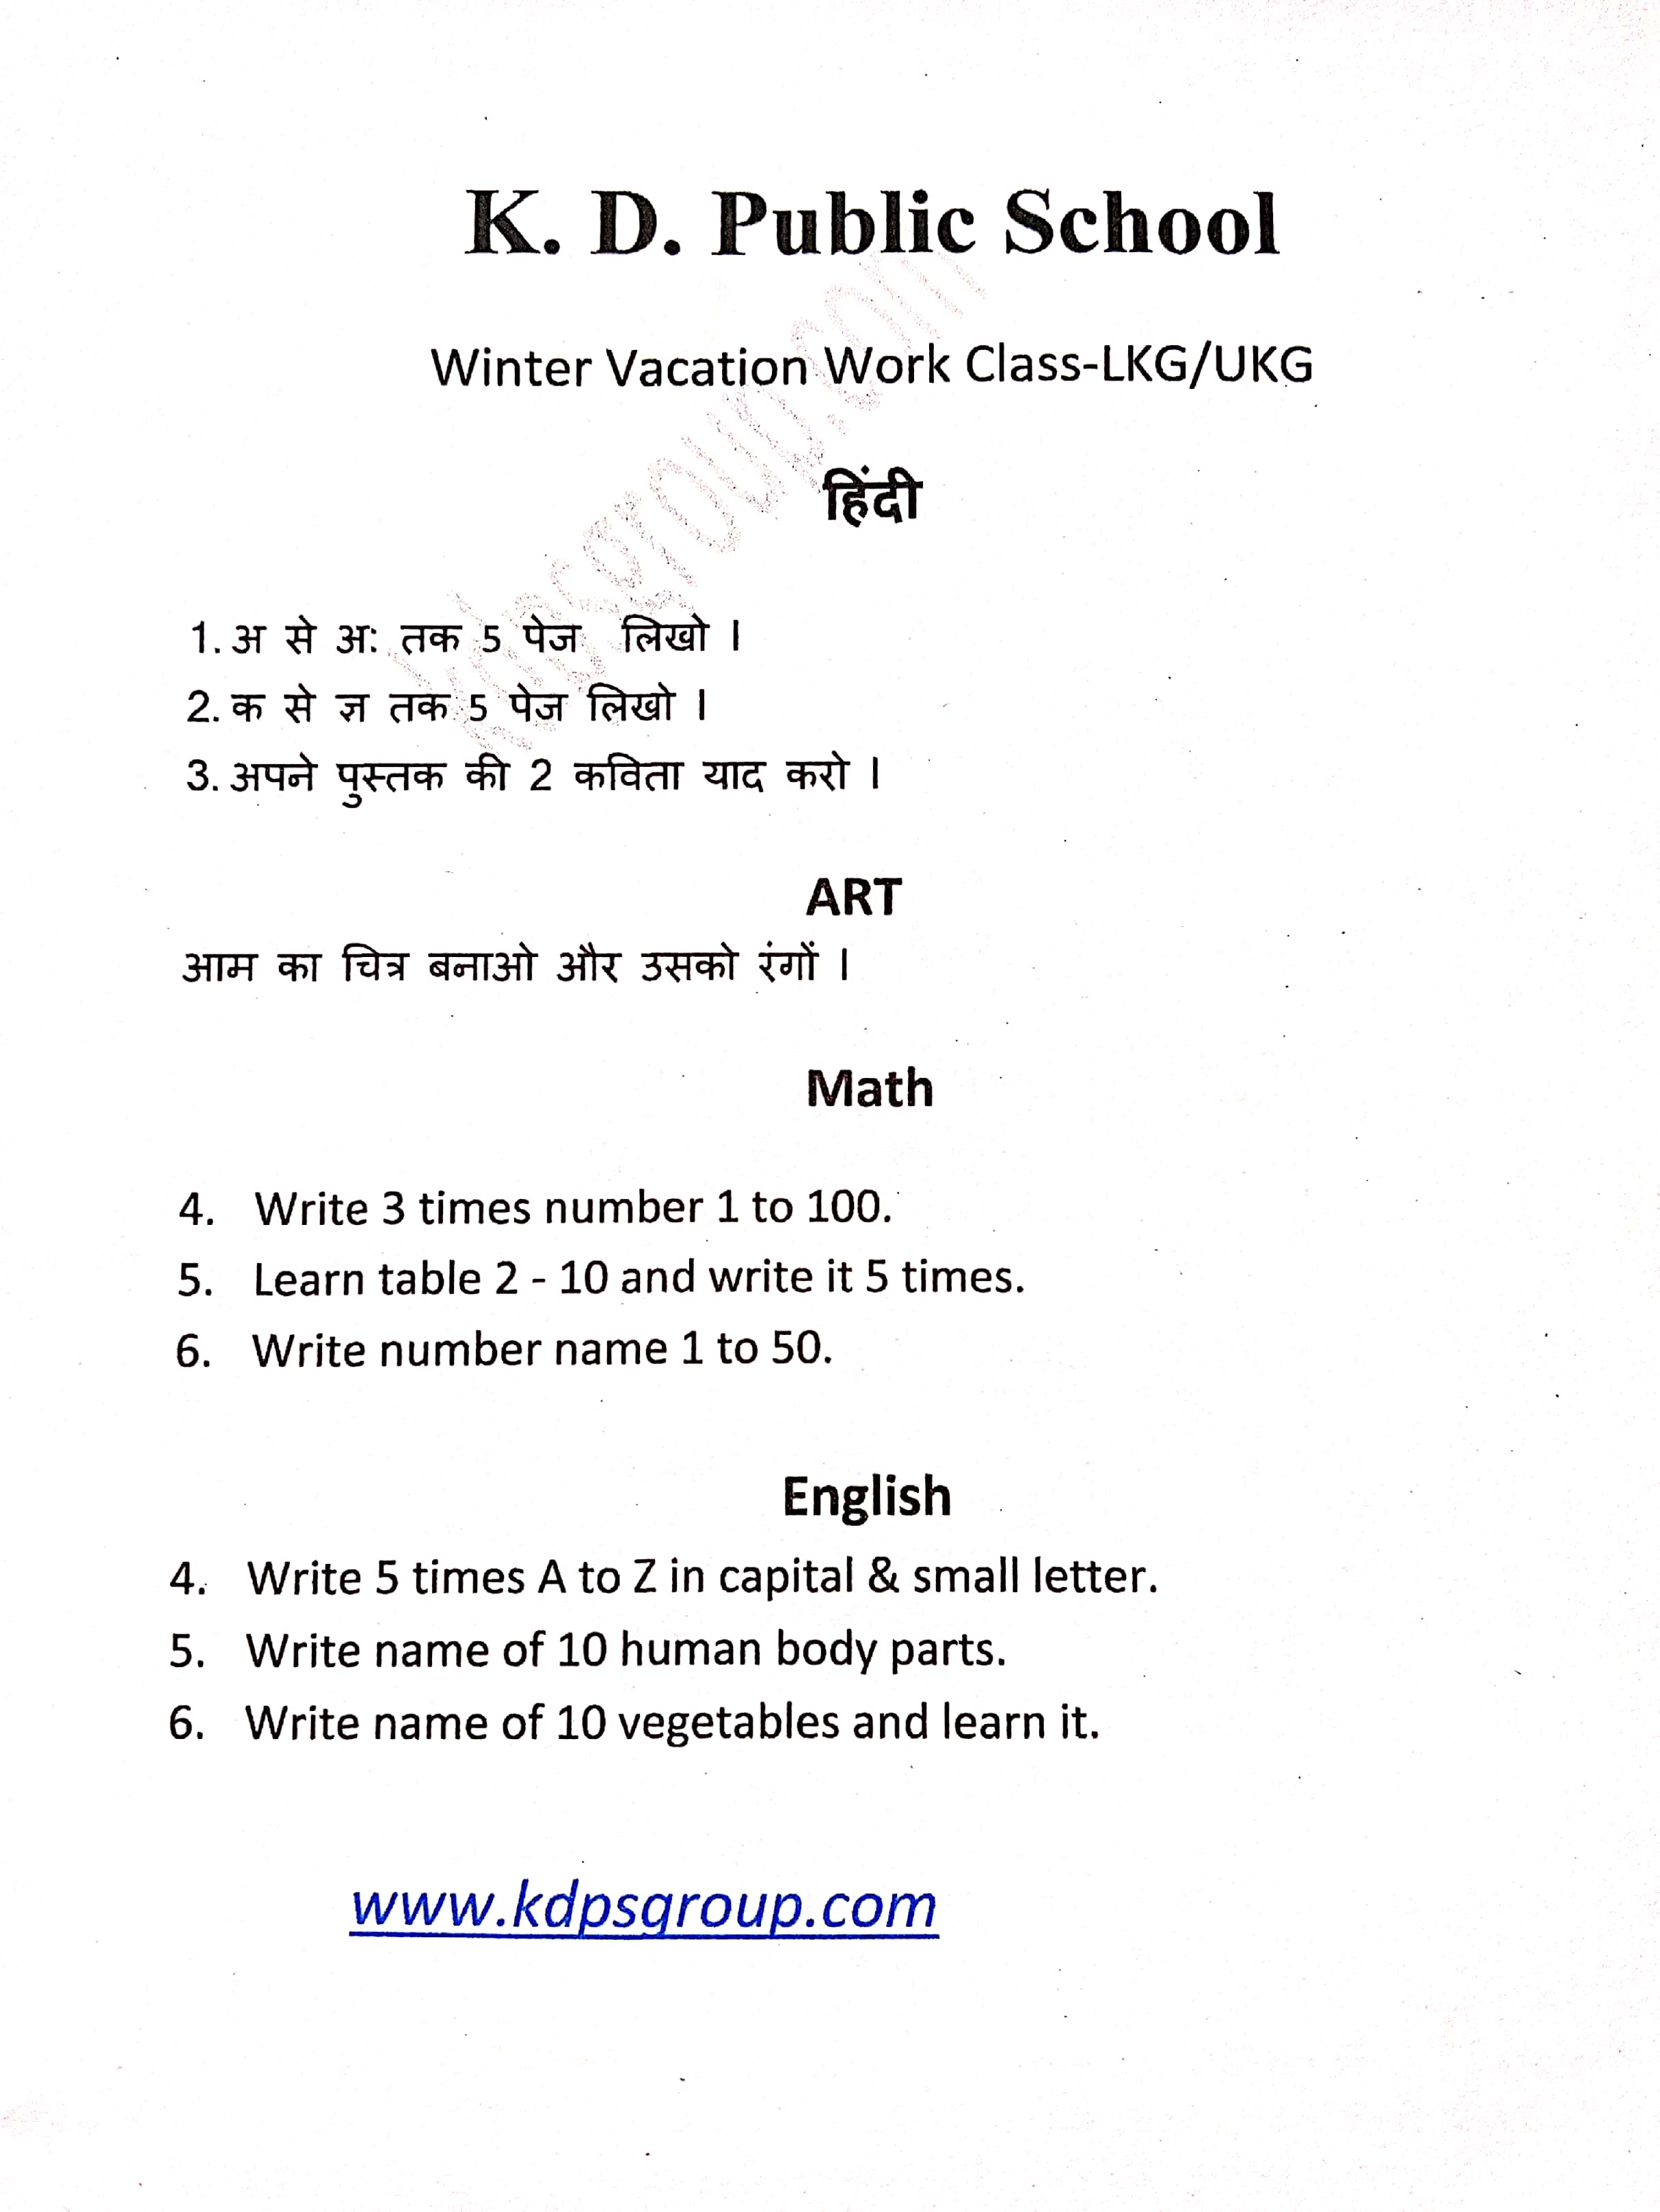 K. D. Public School
Winter Vacation Work Class-LKG/UKG
हिंदी
1. अ से अः तक 5 पेज लिखो ।
2. क से ज्ञ तक 5 पेज लिखो ।
3. अपने पुस्तक की 2 कविता याद करो ।
ART
आम का चित्र बनाओ और उसको रंगों ।
Math
4. Write 3 times number 1 to 100.
5. Learn table 2 - 10 and write it 5 times.
6. Write number name 1 to 50.
English
4. Write 5 times A to Z in capital & small letter.
5. Write name of 10 human body parts.
6. Write name of 10 vegetables and learn it.
www.kdpsgroup.com
kdpsgroup.com